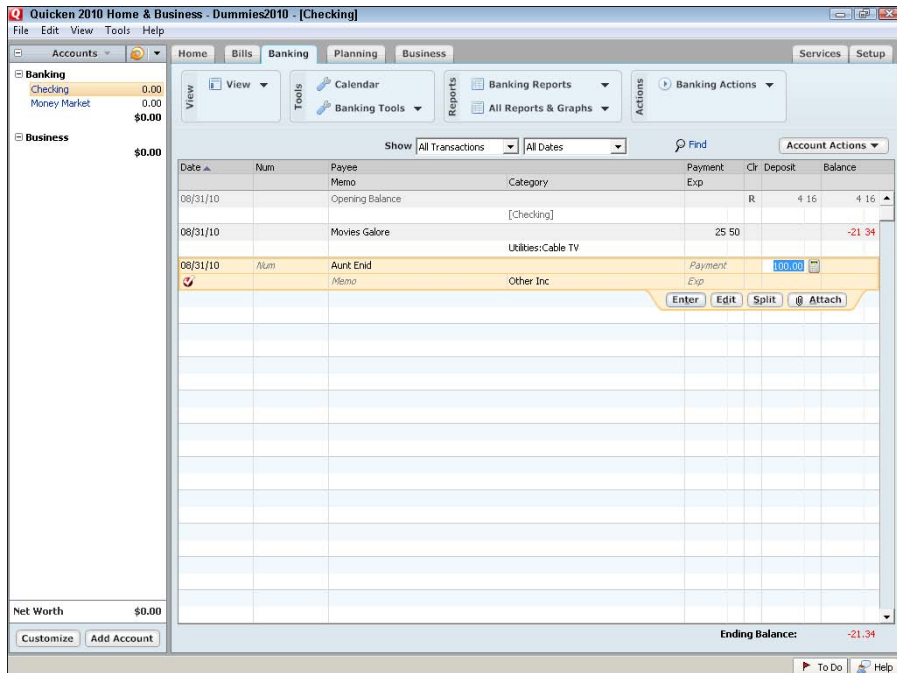 Quicken 2010 Home & Business - Dummies2010 - [Checking]
File Edit View Tools Help
Accounts
Home Bills Banking Planning Business Services Setup
Banking
Checking 0.00
Money Market 0.00
$0.00
Business
$0.00
View
View
Tools
Calendar
Banking Tools
Reports
Banking Reports
All Reports & Graphs
Actions
Banking Actions
Show All Transactions All Dates Find Account Actions
Date Num Payee Payment Clr Deposit Balance
Memo Category Exp
08/31/10 Opening Balance R 4 16 4 16
[Checking]
08/31/10 Movies Galore 25 50 -21 34
Utilities:Cable TV
08/31/10 Num Aunt Enid Payment 100.00
Memo Other Inc Exp
Enter Edit Split Attach
Net Worth $0.00
Customize Add Account
Ending Balance: -21.34
To Do Help